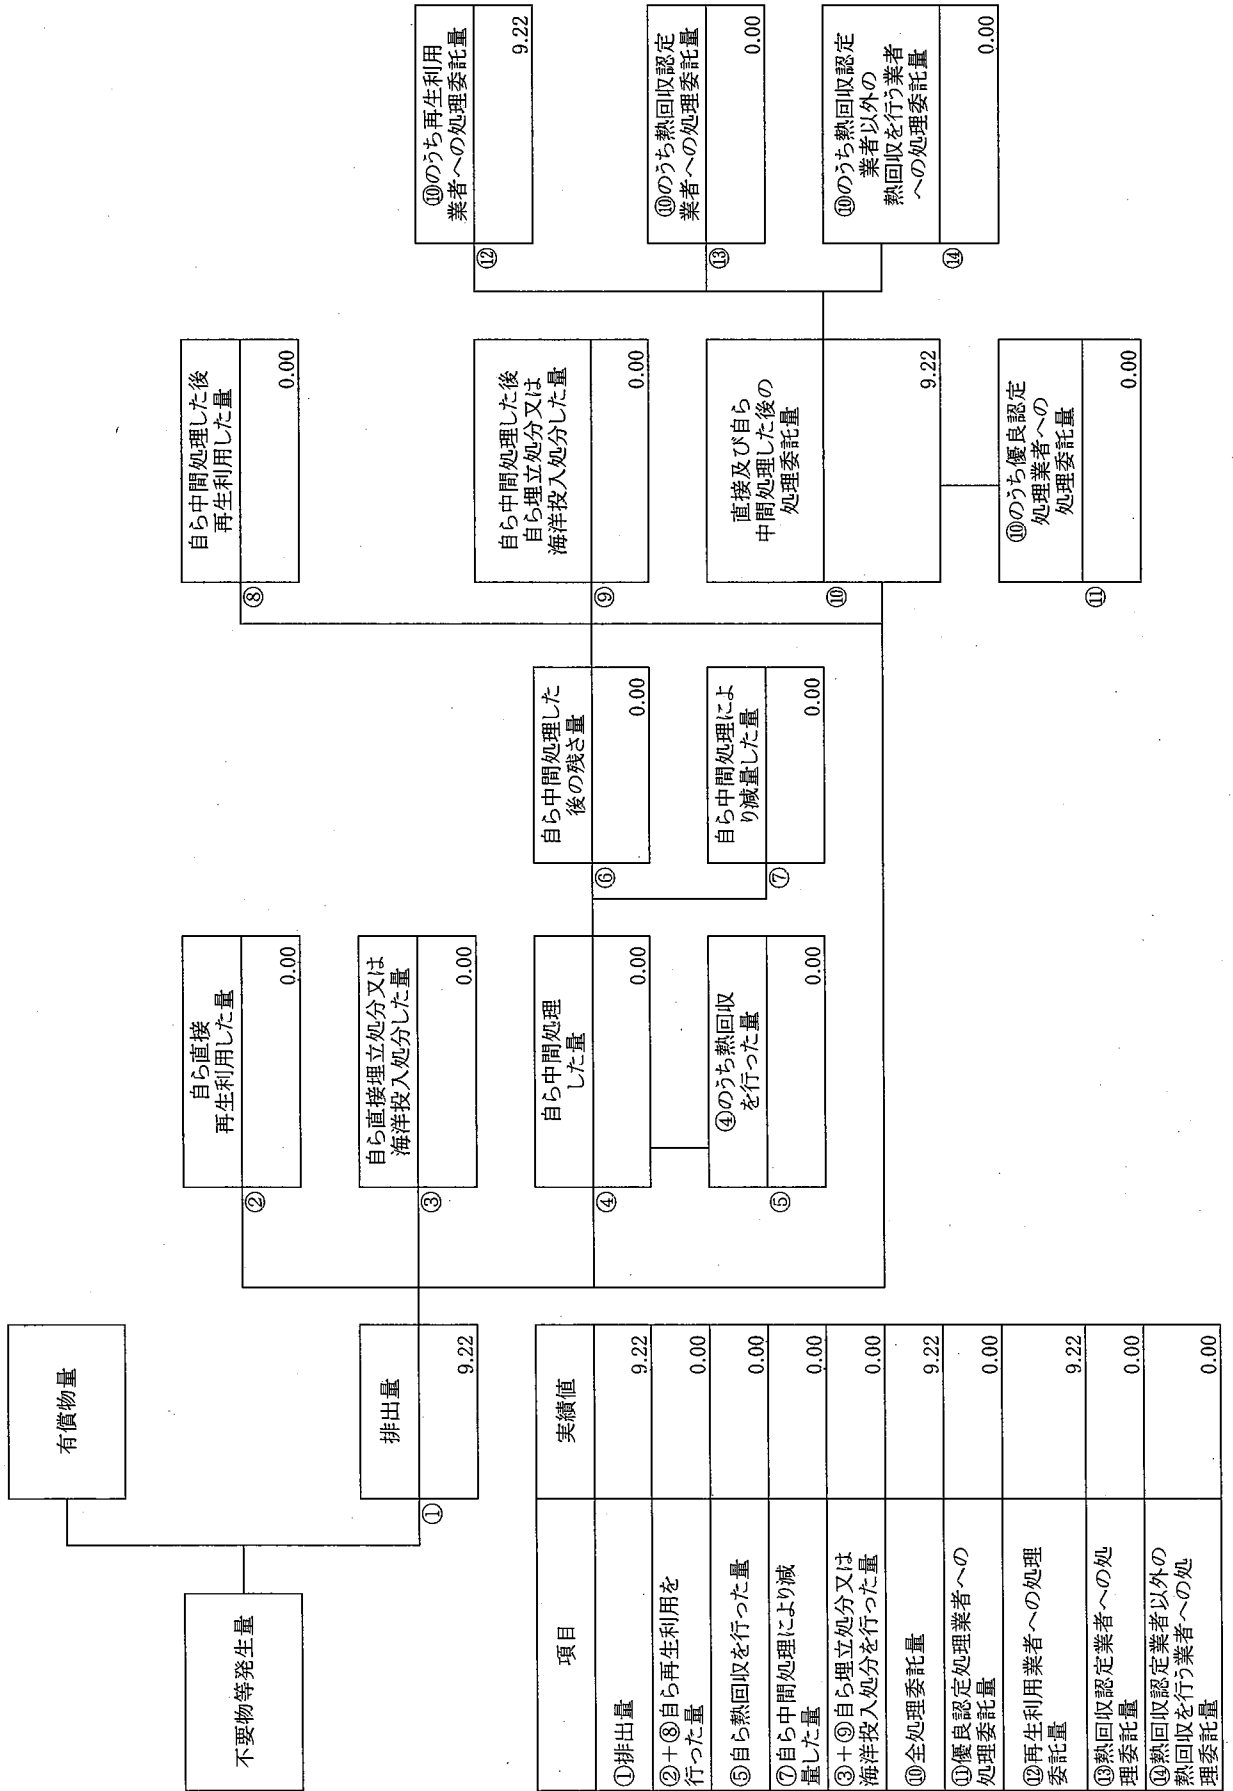 不要物等発生量
有償物量
①
排出量
9.22
②
自ら直接
再生利用した量
0.00
③
自ら直接埋立処分又は
海洋投入処分した量
0.00
④
自ら中間処理
した量
0.00
⑤
④のうち熱回収
を行った量
0.00
⑥
自ら中間処理した
後の残さ量
0.00
⑦
自ら中間処理によ
り減量した量
0.00
⑧
自ら中間処理した後
再生利用した量
0.00
⑨
自ら中間処理した後
自ら埋立処分又は
海洋投入処分した量
0.00
⑩
直接及び自ら
中間処理した後の
処理委託量
9.22
⑪
⑩のうち優良認定
処理業者への
処理委託量
0.00
⑫
⑩のうち再生利用
業者への処理委託量
9.22
⑬
⑩のうち熱回収認定
業者への処理委託量
0.00
⑭
⑩のうち熱回収認定
業者以外の
熱回収を行う業者
への処理委託量
0.00
項目
実績値
①排出量
9.22
②+⑧自ら再生利用を
行った量
0.00
⑤自ら熱回収を行った量
0.00
⑦自ら中間処理により減
量した量
0.00
③+⑨自ら埋立処分又は
海洋投入処分を行った量
0.00
⑩全処理委託量
9.22
⑪優良認定処理業者への
処理委託量
0.00
⑫再生利用業者への処理
委託量
9.22
⑬熱回収認定業者への処
理委託量
0.00
⑭熱回収認定業者以外の
熱回収を行う業者への処
理委託量
0.00